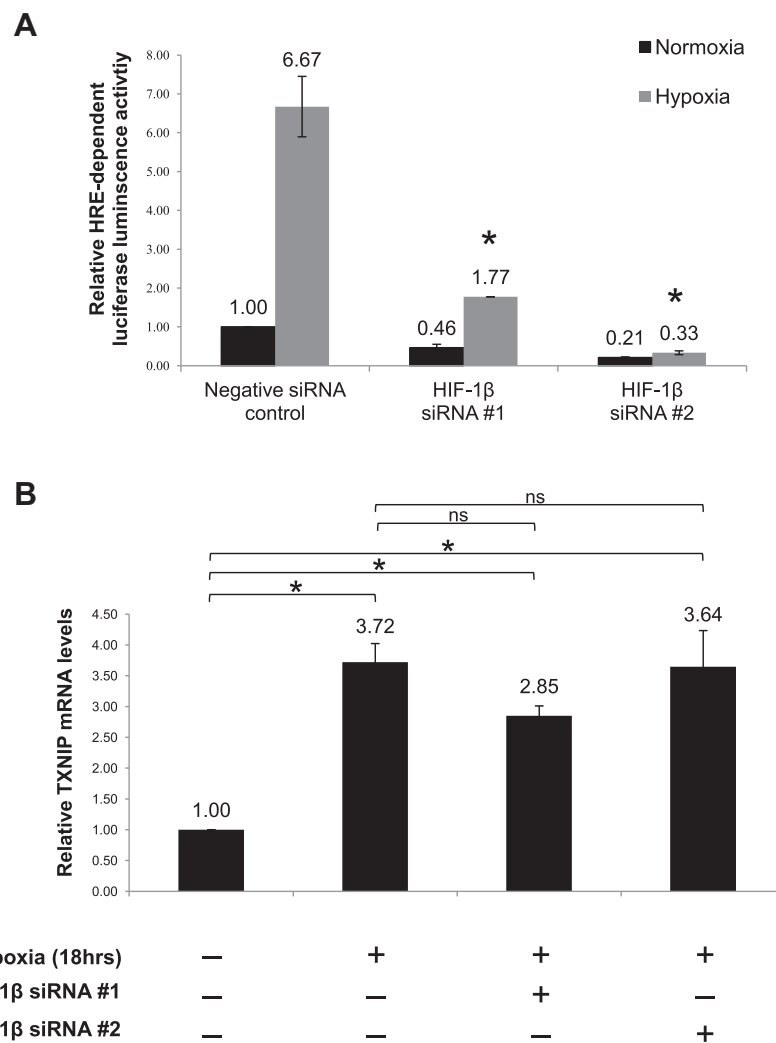 A
Normoxia
Hypoxia
Relative HRE-dependent
luciferase luminscence activtiy
8.00
7.00
6.00
5.00
4.00
3.00
2.00
1.00
0.00
6.67
1.00
*
1.77
0.46
*
0.21
0.33
Negative siRNA
control
HIF-1β
siRNA #1
HIF-1β
siRNA #2
B
ns
ns
*
*
*
Relative TXNIP mRNA levels
4.50
4.00
3.50
3.00
2.50
2.00
1.50
1.00
0.50
0.00
1.00
3.72
2.85
3.64
poxia (18hrs) — + + +
1β siRNA #1 — — + —
1β siRNA #2 — — — +